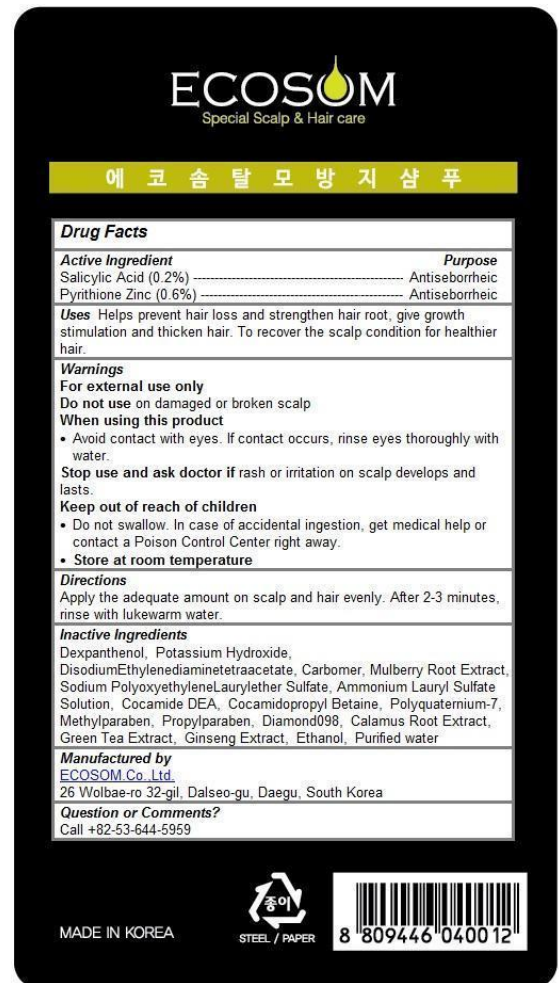 ECOSOM
Special Scalp & Hair care
에코솜탈모방지샴푸
Drug Facts
Active Ingredient Purpose
Salicylic Acid (0.2%) ------------------------------------------------- Antiseborrheic
Pyrithione Zinc (0.6%) ------------------------------------------------ Antiseborrheic
Uses Helps prevent hair loss and strengthen hair root, give growth
stimulation and thicken hair. To recover the scalp condition for healthier
hair.
Warnings
For external use only
Do not use on damaged or broken scalp
When using this product
• Avoid contact with eyes. If contact occurs, rinse eyes thoroughly with
water.
Stop use and ask doctor if rash or irritation on scalp develops and
lasts.
Keep out of reach of children
• Do not swallow. In case of accidental ingestion, get medical help or
contact a Poison Control Center right away.
• Store at room temperature
Directions
Apply the adequate amount on scalp and hair evenly. After 2-3 minutes,
rinse with lukewarm water.
Inactive Ingredients
Dexpanthenol, Potassium Hydroxide,
DisodiumEthylenediaminetetraacetate, Carbomer, Mulberry Root Extract,
Sodium PolyoxyethyleneLaurylether Sulfate, Ammonium Lauryl Sulfate
Solution, Cocamide DEA, Cocamidopropyl Betaine, Polyquaternium-7,
Methylparaben, Propylparaben, Diamond098, Calamus Root Extract,
Green Tea Extract, Ginseng Extract, Ethanol, Purified water
Manufactured by
ECOSOM.Co.,Ltd.
26 Wolbae-ro 32-gil, Dalseo-gu, Daegu, South Korea
Question or Comments?
Call +82-53-644-5959
종이
MADE IN KOREA
STEEL / PAPER
8 809446 040012